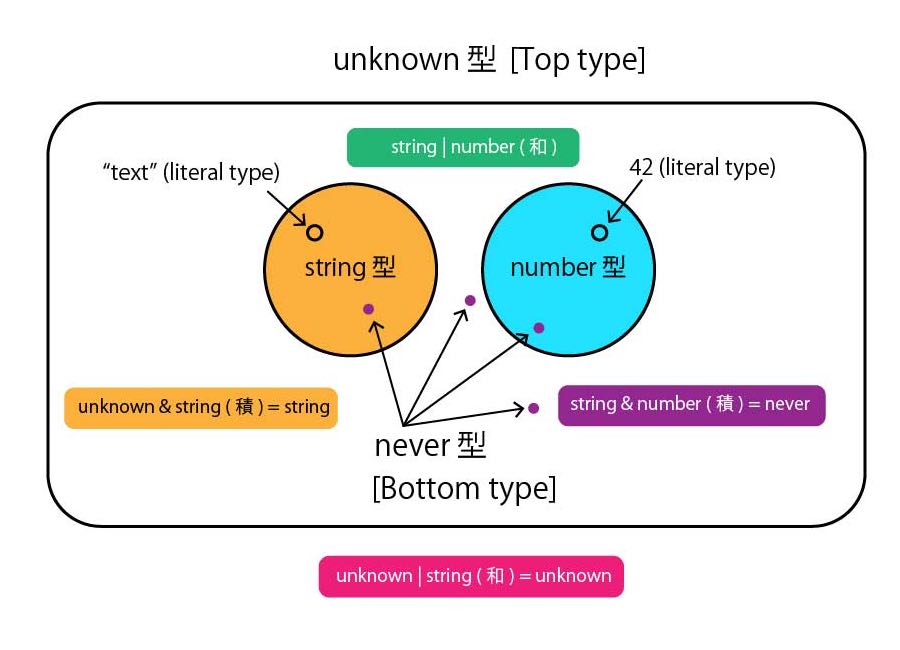 unknown 型 [Top type]
string | number ( 和 )
“text” (literal type)
42 (literal type)
string 型
number 型
unknown & string ( 積 ) = string
string & number ( 積 ) = never
never 型
[Bottom type]
unknown | string ( 和 ) = unknown